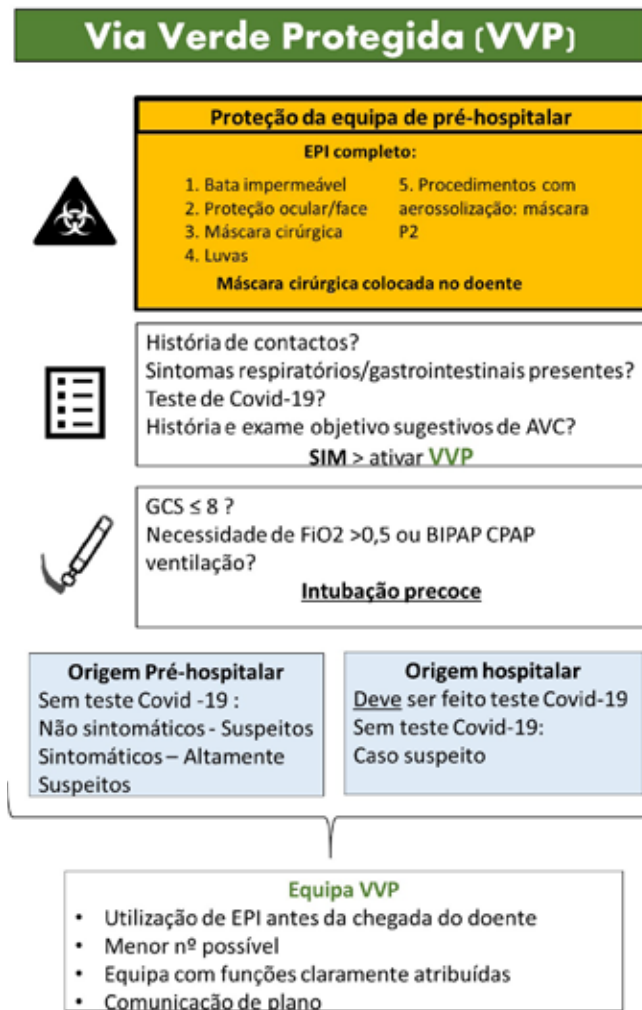 Via Verde Protegida (VVP)
Proteção da equipa de pré-hospitalar
EPI completo:
1. Bata impermeável
2. Proteção ocular/face
3. Máscara cirúrgica
4. Luvas
5. Procedimentos com
aerossolização: máscara
P2
Máscara cirúrgica colocada no doente
História de contactos?
Sintomas respiratórios/gastrointestinais presentes?
Teste de Covid-19?
História e exame objetivo sugestivos de AVC?
SIM > ativar VVP
GCS ≤ 8 ?
Necessidade de FiO2 >0,5 ou BIPAP CPAP
ventilação?
Intubação precoce
Origem Pré-hospitalar
Sem teste Covid -19 :
Não sintomáticos - Suspeitos
Sintomáticos – Altamente
Suspeitos
Origem hospitalar
Deve ser feito teste Covid-19
Sem teste Covid-19:
Caso suspeito
Equipa VVP
• Utilização de EPI antes da chegada do doente
• Menor nº possível
• Equipa com funções claramente atribuídas
• Comunicação de plano